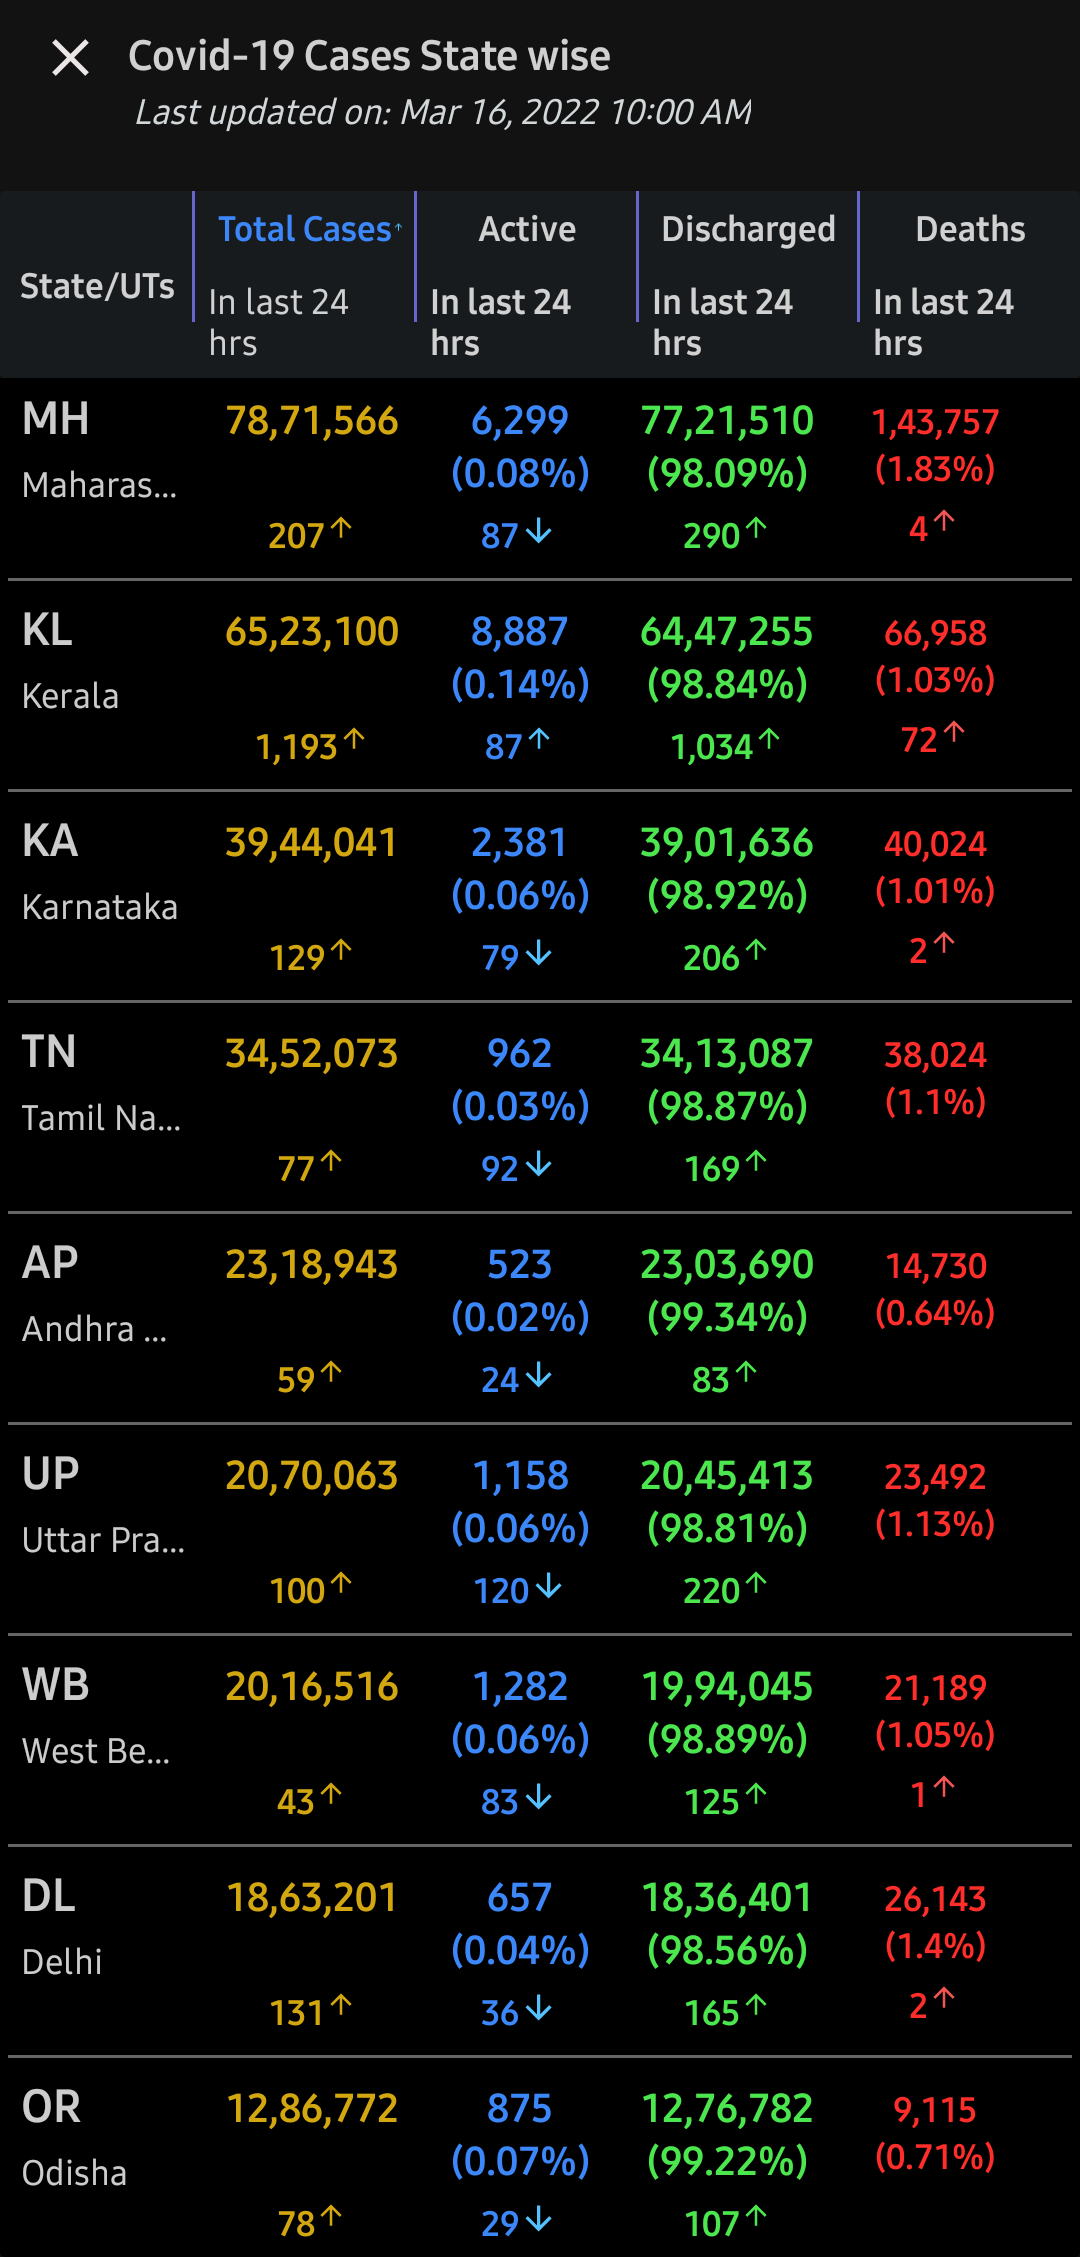 Covid-19 Cases State wise
Last updated on: Mar 16, 2022 10:00 AM
State/UTs
Total Cases↑ Active Discharged Deaths
In last 24 hrs In last 24 hrs In last 24 hrs In last 24 hrs
MH 78,71,566 6,299 77,21,510 1,43,757
Maharas... (0.08%) (98.09%) (1.83%)
207↑ 87↓ 290↑ 4↑
KL 65,23,100 8,887 64,47,255 66,958
Kerala (0.14%) (98.84%) (1.03%)
1,193↑ 87↑ 1,034↑ 72↑
KA 39,44,041 2,381 39,01,636 40,024
Karnataka (0.06%) (98.92%) (1.01%)
129↑ 79↓ 206↑ 2↑
TN 34,52,073 962 34,13,087 38,024
Tamil Na... (0.03%) (98.87%) (1.1%)
77↑ 92↓ 169↑
AP 23,18,943 523 23,03,690 14,730
Andhra ... (0.02%) (99.34%) (0.64%)
59↑ 24↓ 83↑
UP 20,70,063 1,158 20,45,413 23,492
Uttar Pra... (0.06%) (98.81%) (1.13%)
100↑ 120↓ 220↑
WB 20,16,516 1,282 19,94,045 21,189
West Be... (0.06%) (98.89%) (1.05%)
43↑ 83↓ 125↑ 1↑
DL 18,63,201 657 18,36,401 26,143
Delhi (0.04%) (98.56%) (1.4%)
131↑ 36↓ 165↑ 2↑
OR 12,86,772 875 12,76,782 9,115
Odisha (0.07%) (99.22%) (0.71%)
78↑ 29↓ 107↑